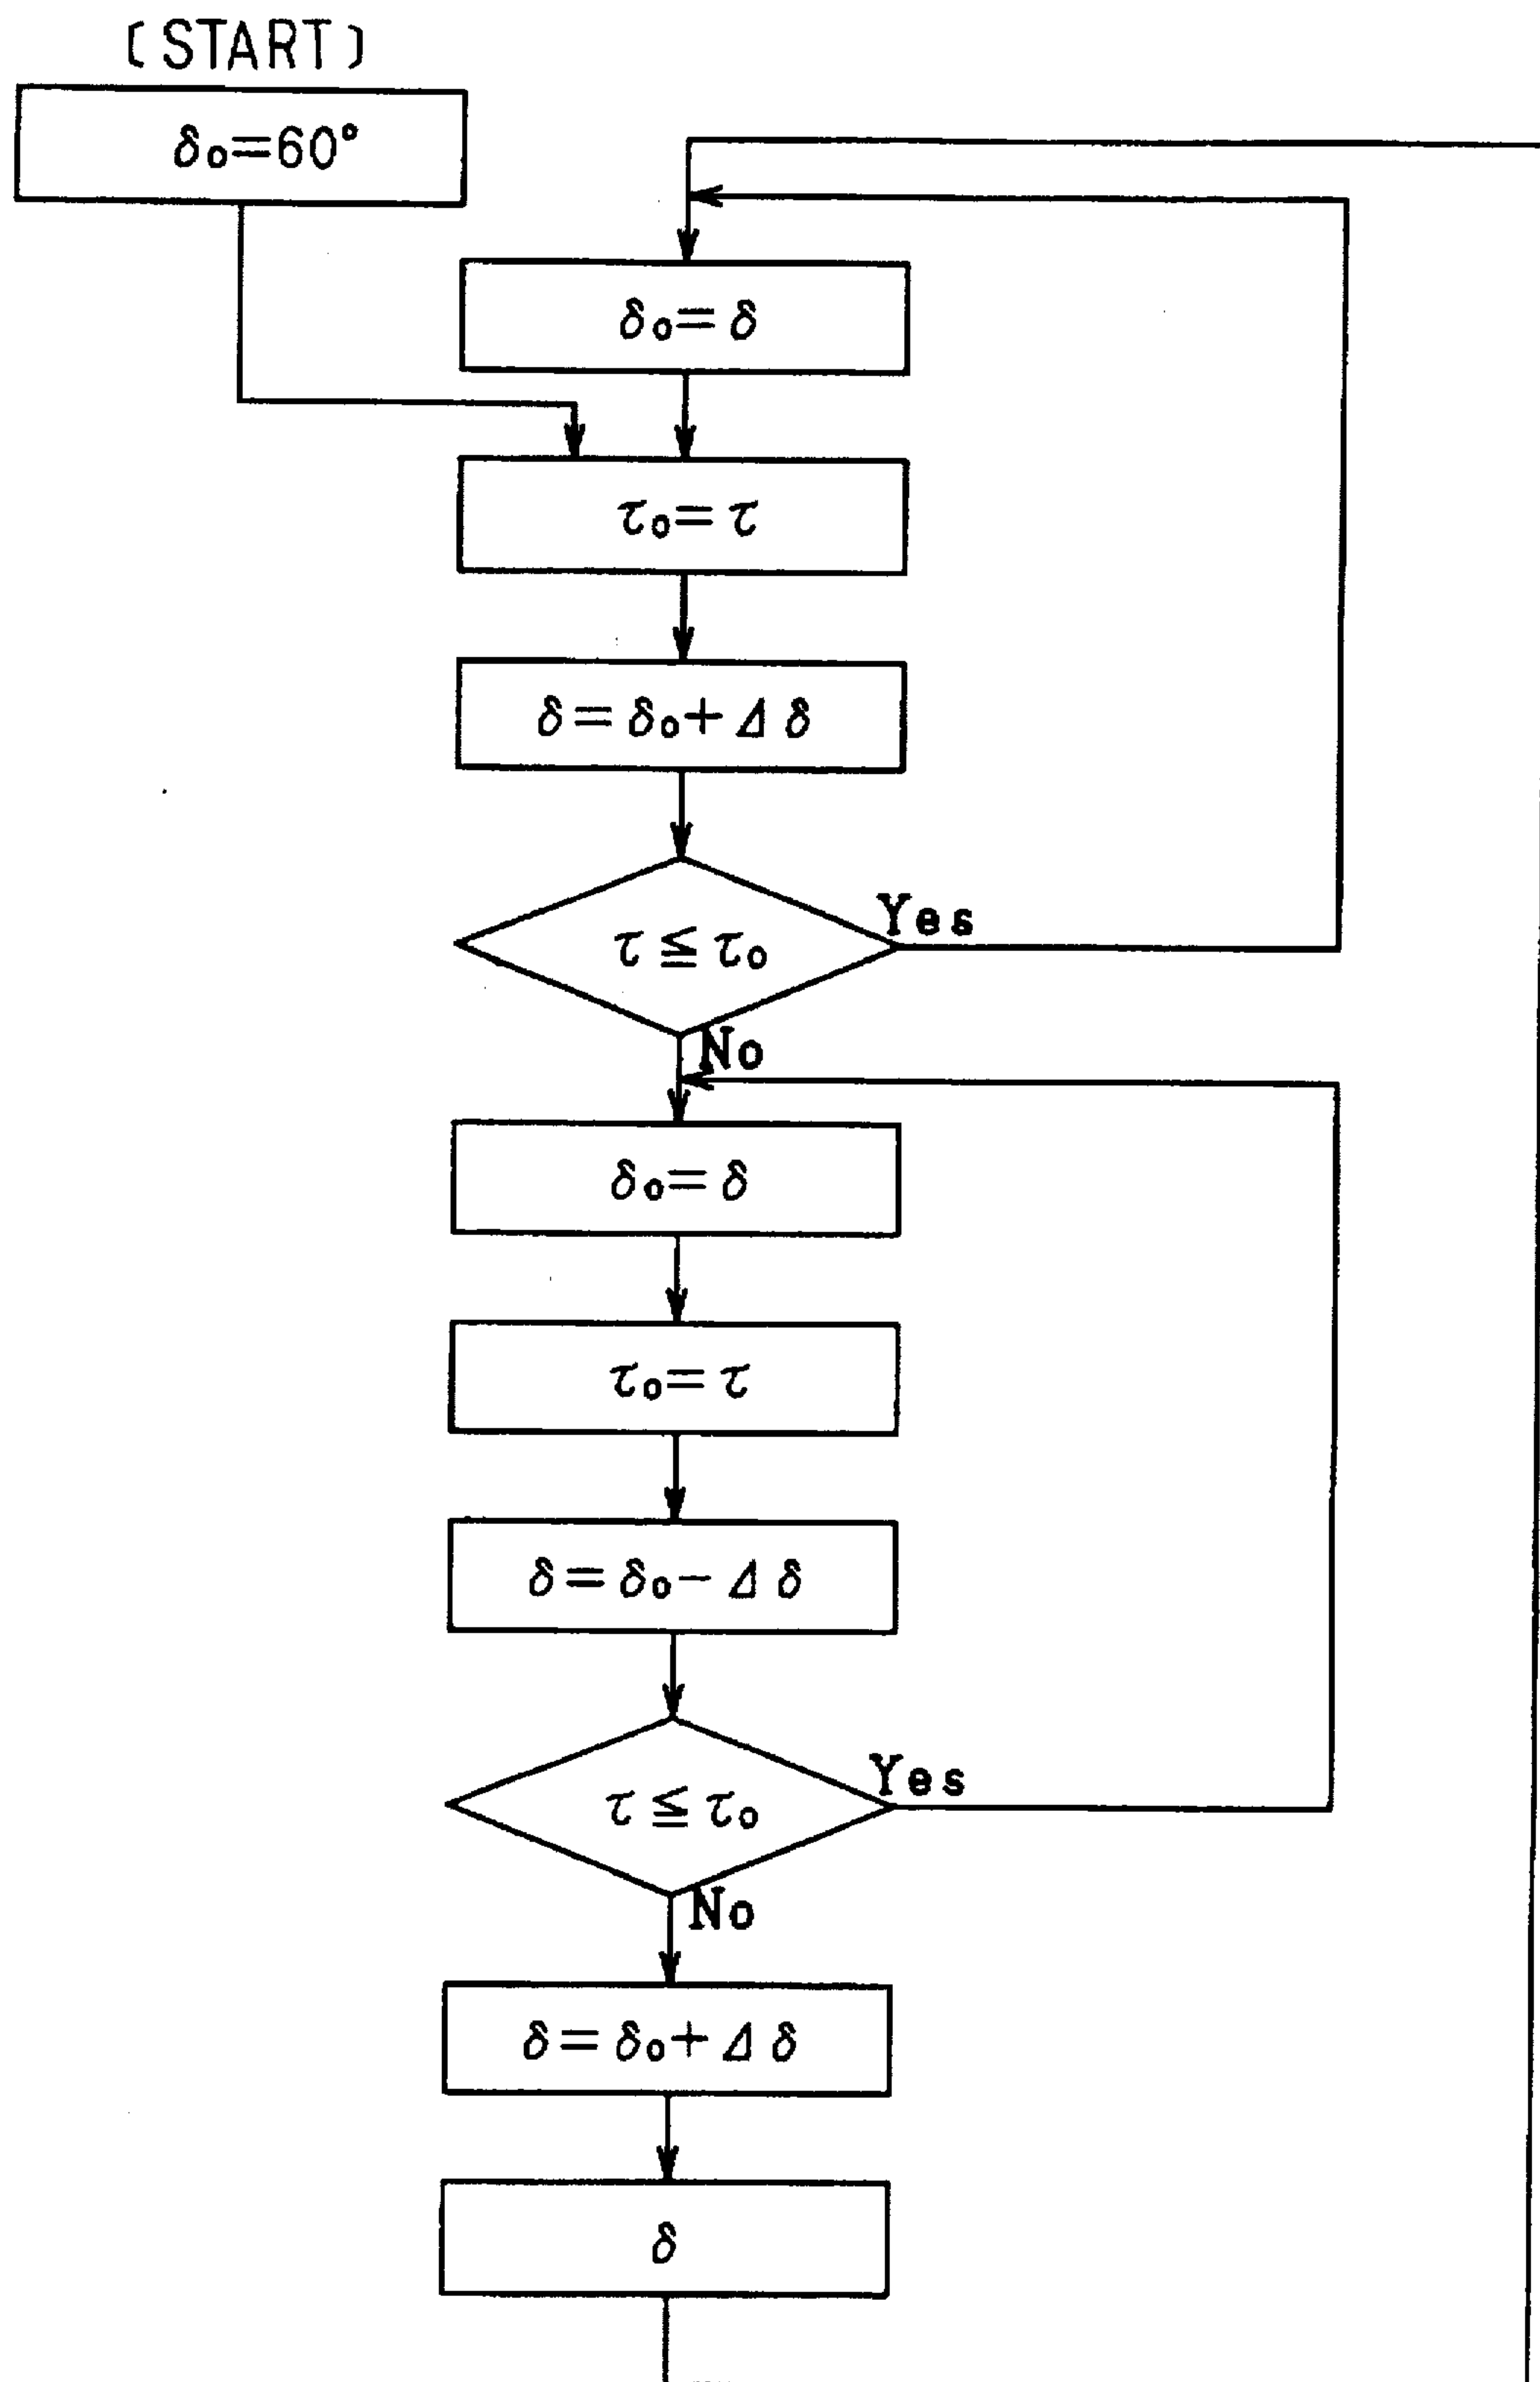 〔START〕
δ₀=60°
δ₀=δ
τ₀=τ
δ=δ₀+Δδ
τ≦τ₀
Yes
No
δ₀=δ
τ₀=τ
δ=δ₀-Δδ
τ≦τ₀
Yes
No
δ=δ₀+Δδ
δ